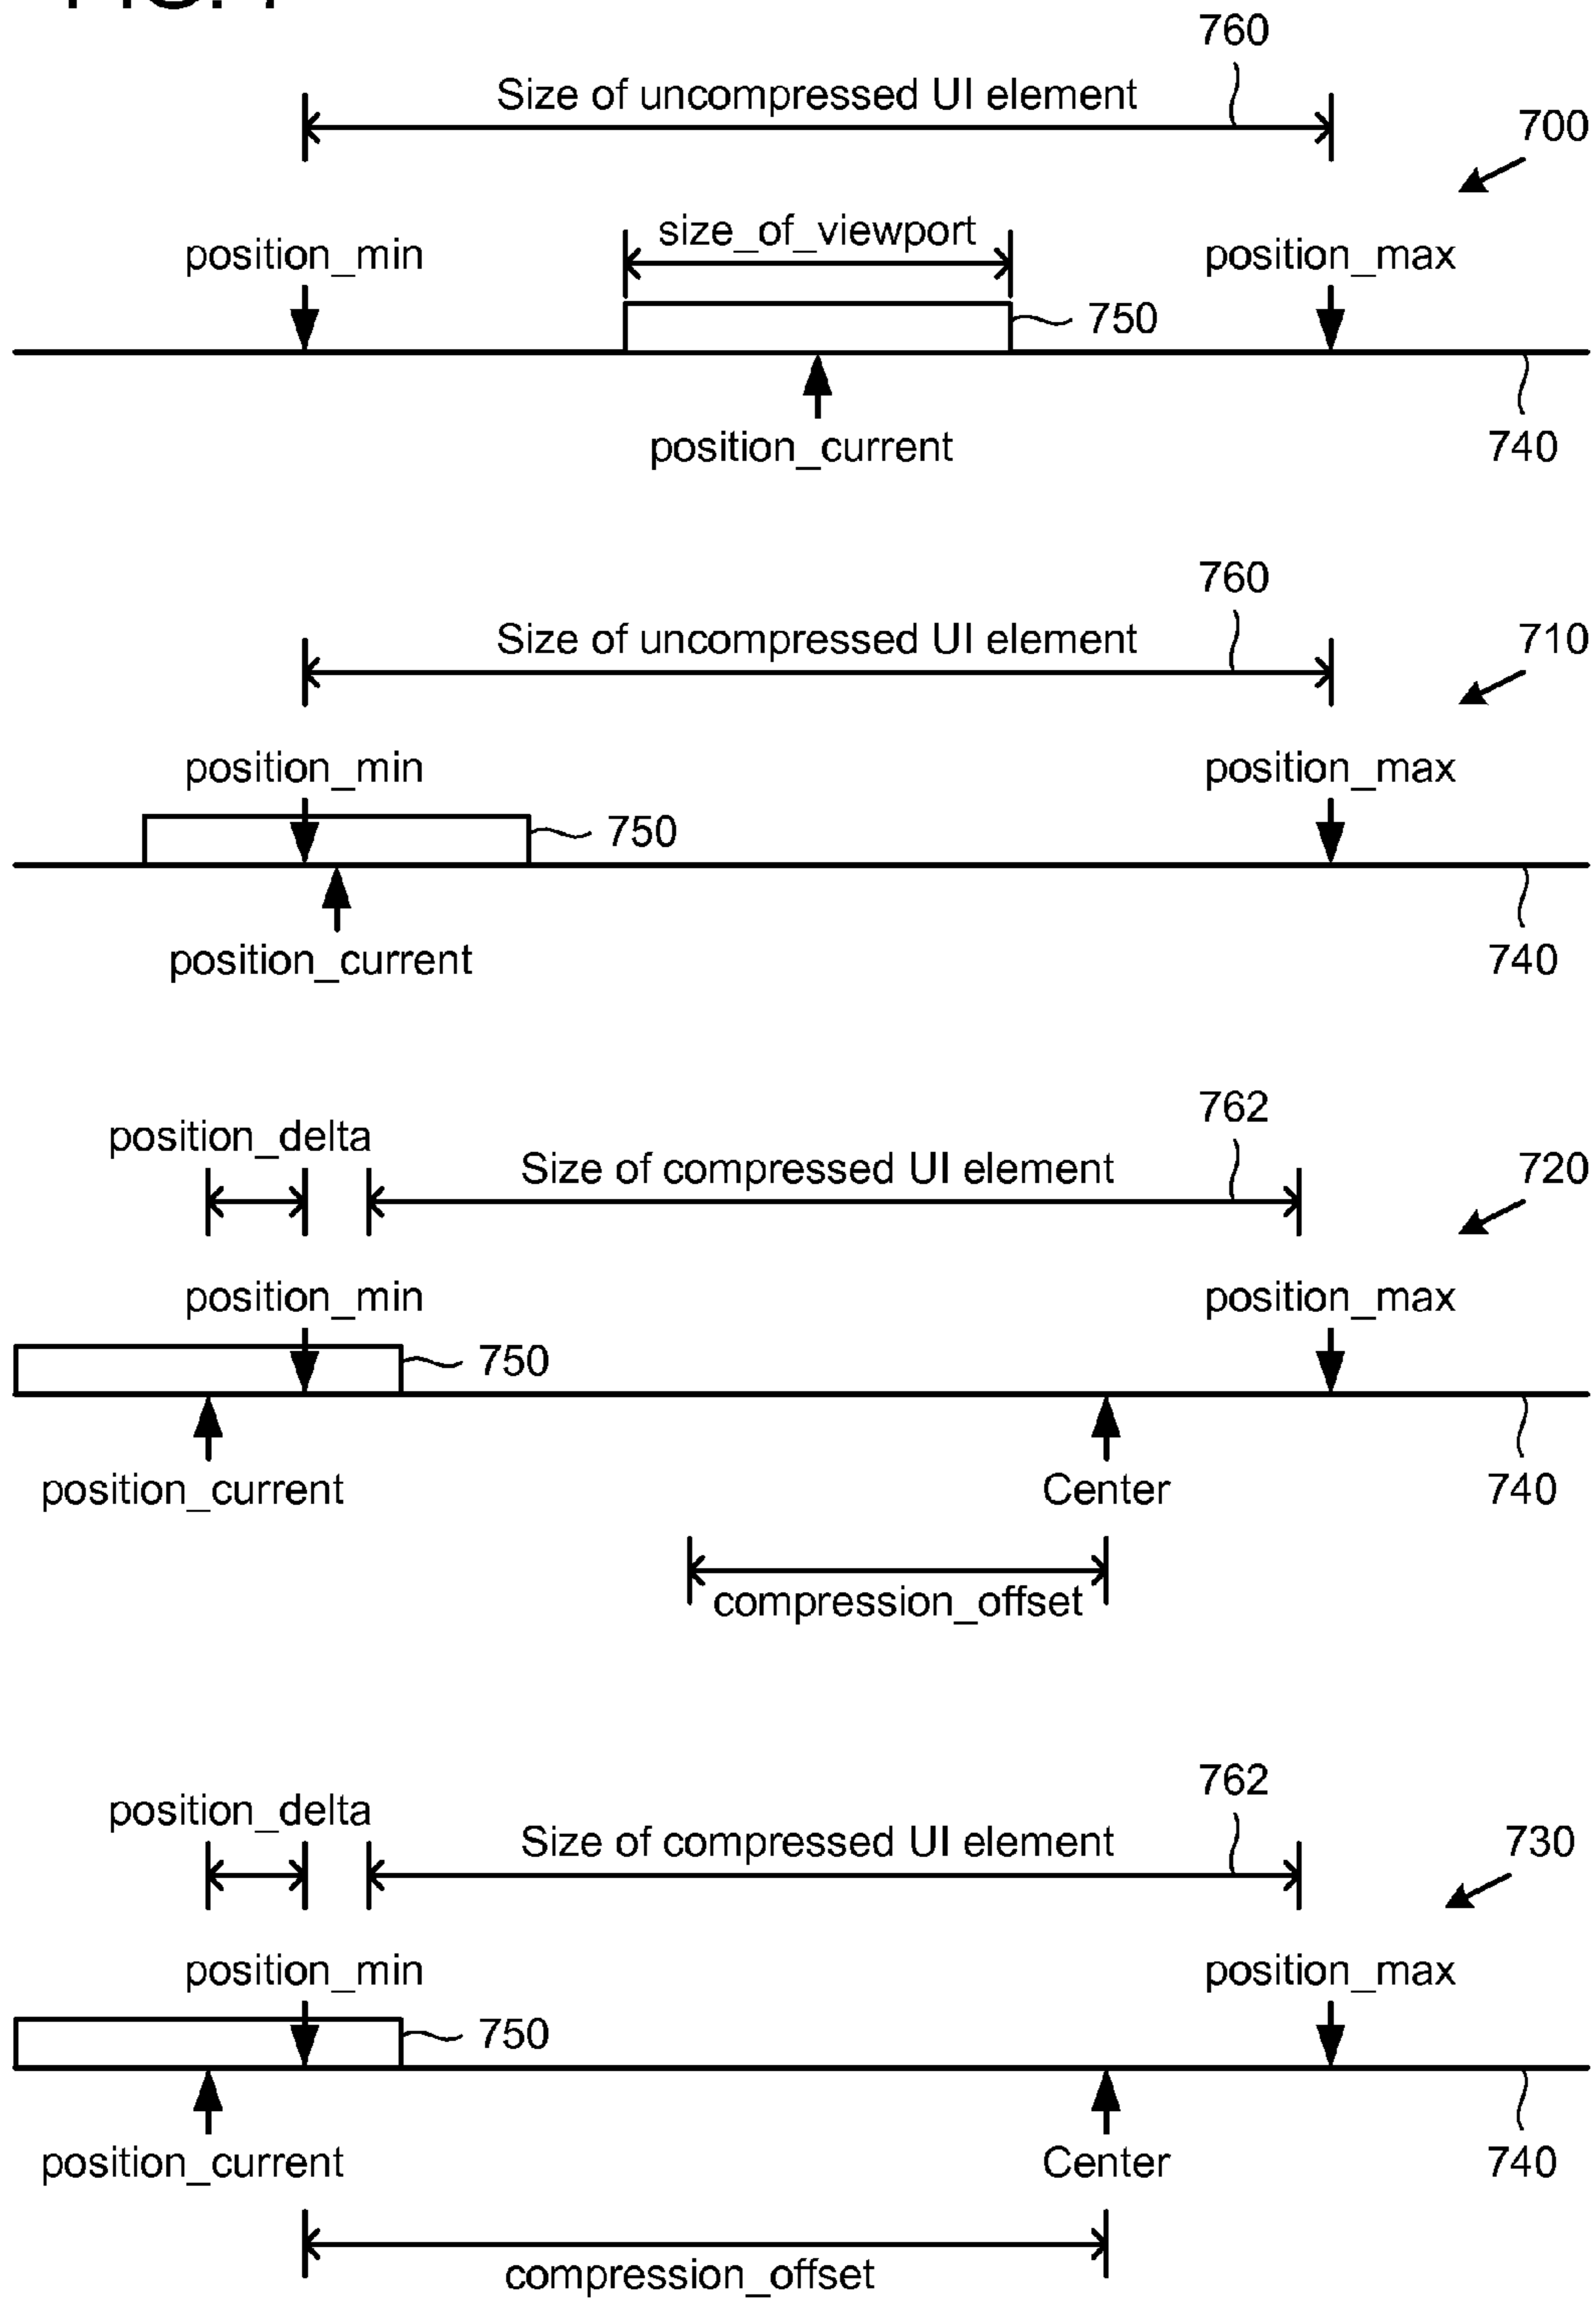 760
Size of uncompressed UI element
700
size_of_viewport
position_min
position_max
750
position_current
740
760
Size of uncompressed UI element
710
position_min
position_max
750
position_current
740
762
position_delta
Size of compressed UI element
720
position_min
position_max
750
position_current
Center
740
compression_offset
762
position_delta
Size of compressed UI element
730
position_min
position_max
750
position_current
Center
740
compression_offset